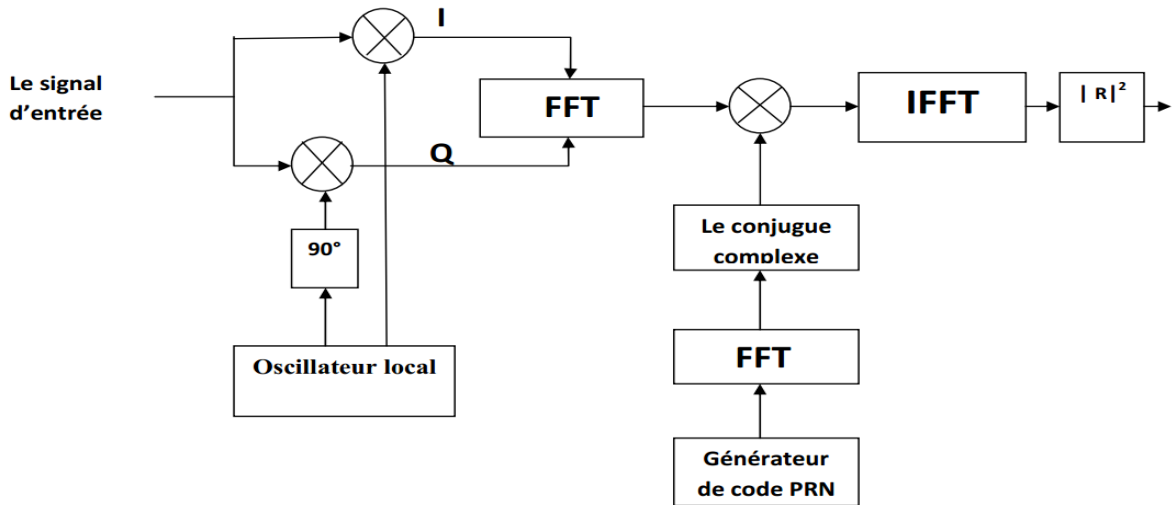 I
Le signal
d'entrée
FFT
IFFT
| R|²
Q
90°
Le conjugue
complexe
Oscillateur local
FFT
Générateur
de code PRN